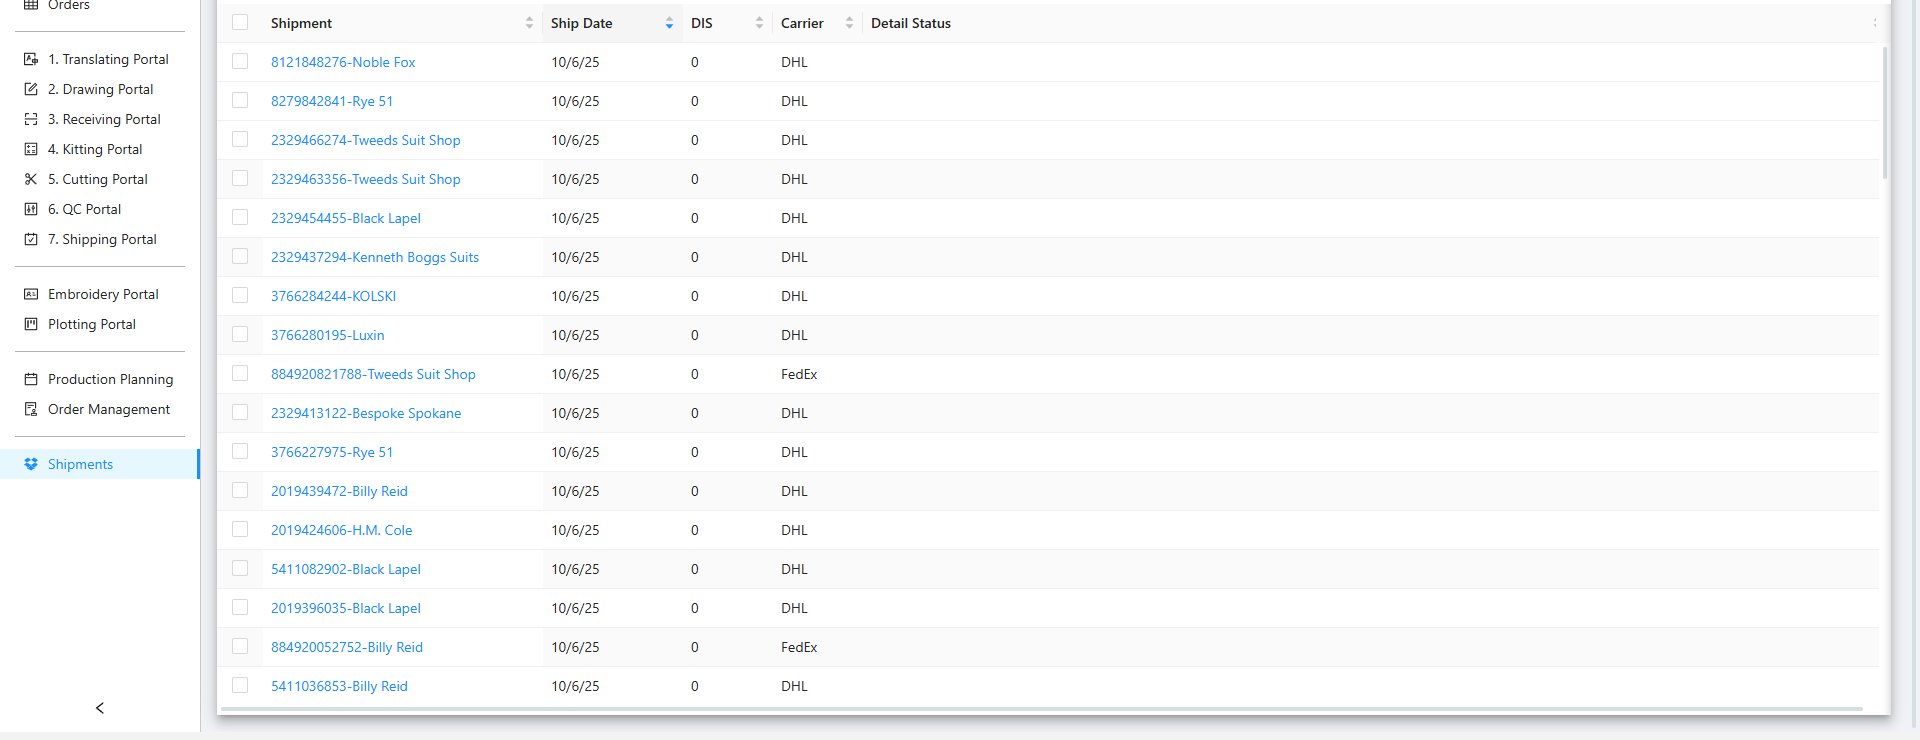 Orders
1. Translating Portal
2. Drawing Portal
3. Receiving Portal
4. Kitting Portal
5. Cutting Portal
6. QC Portal
7. Shipping Portal
Embroidery Portal
Plotting Portal
Production Planning
Order Management
Shipments
Shipment Ship Date DIS Carrier Detail Status
8121848276-Noble Fox 10/6/25 0 DHL
8279842841-Rye 51 10/6/25 0 DHL
2329466274-Tweeds Suit Shop 10/6/25 0 DHL
2329463356-Tweeds Suit Shop 10/6/25 0 DHL
2329454455-Black Lapel 10/6/25 0 DHL
2329437294-Kenneth Boggs Suits 10/6/25 0 DHL
3766284244-KOLSKI 10/6/25 0 DHL
3766280195-Luxin 10/6/25 0 DHL
884920821788-Tweeds Suit Shop 10/6/25 0 FedEx
2329413122-Bespoke Spokane 10/6/25 0 DHL
3766227975-Rye 51 10/6/25 0 DHL
2019439472-Billy Reid 10/6/25 0 DHL
2019424606-H.M. Cole 10/6/25 0 DHL
5411082902-Black Lapel 10/6/25 0 DHL
2019396035-Black Lapel 10/6/25 0 DHL
884920052752-Billy Reid 10/6/25 0 FedEx
5411036853-Billy Reid 10/6/25 0 DHL